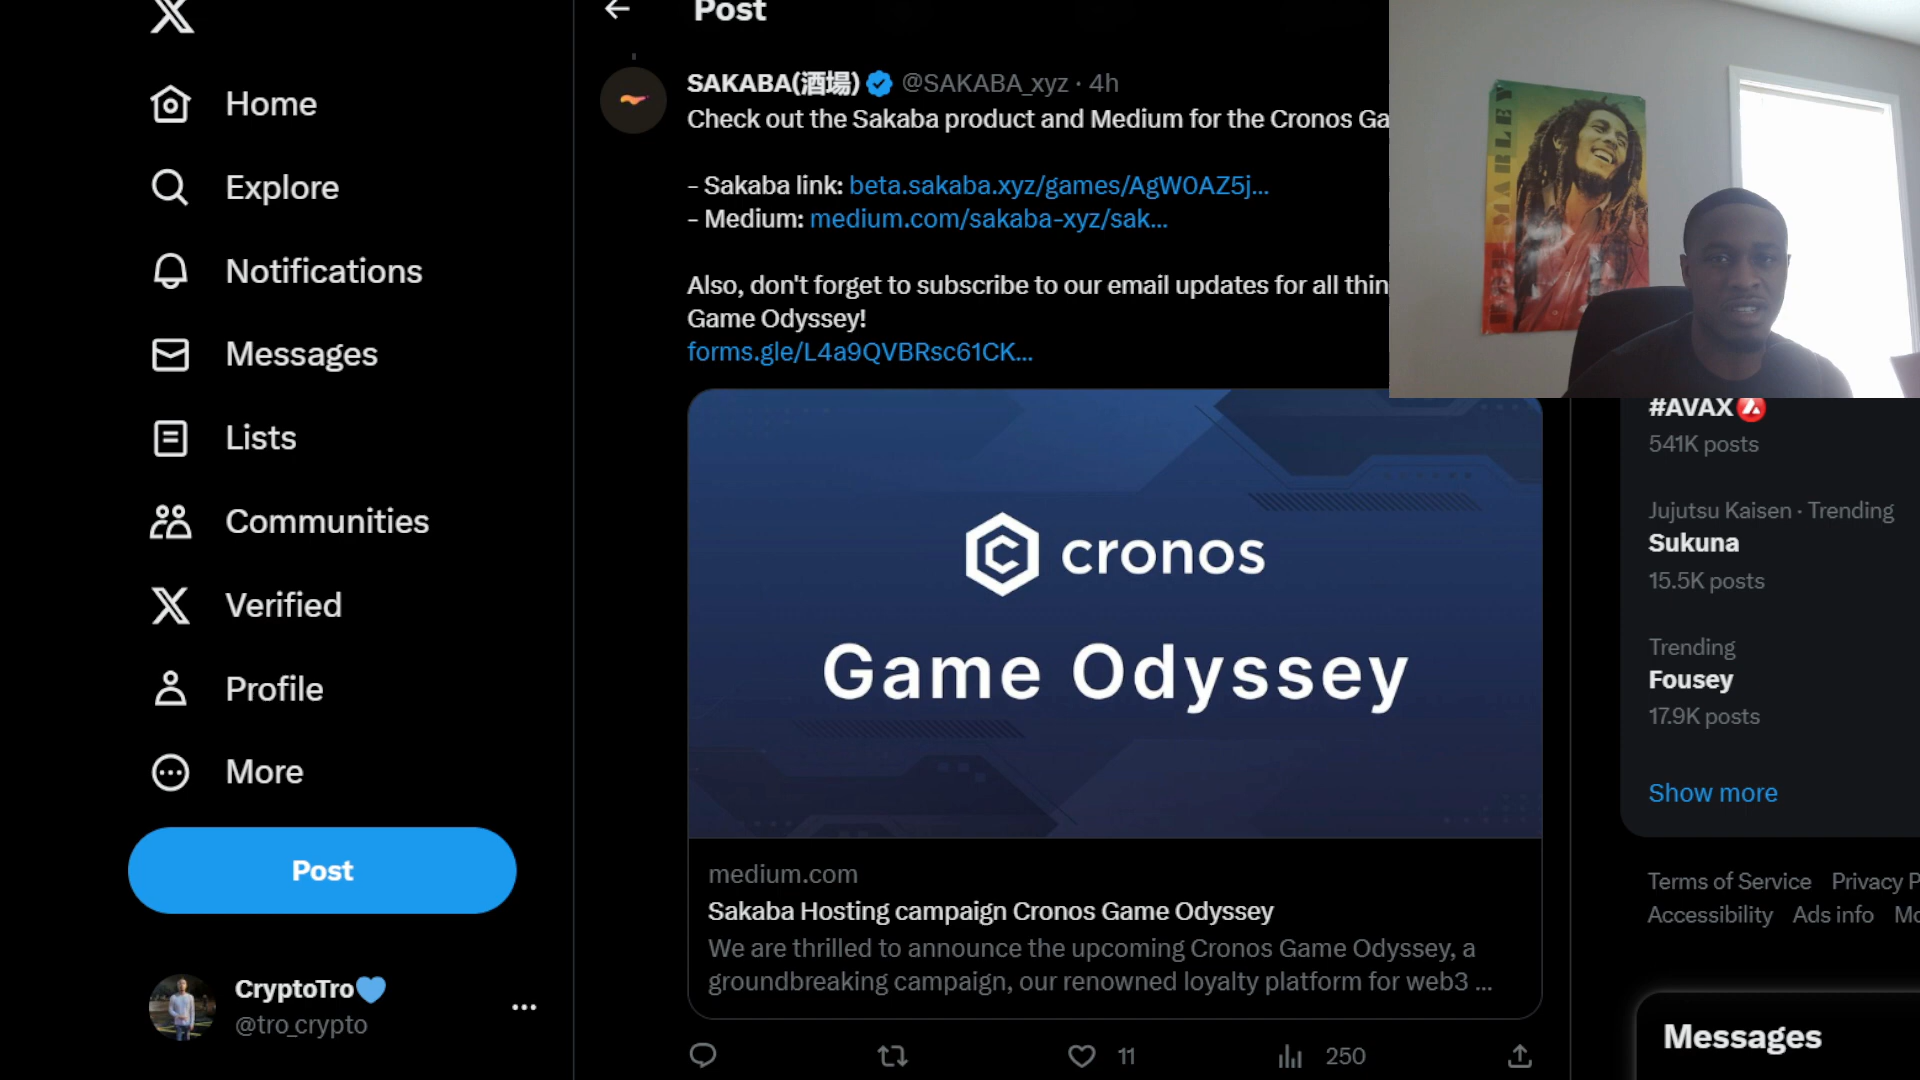 Post
Home
Explore
Notifications
Messages
Lists
Communities
Verified
Profile
More
Post
CryptoTro
@tro_crypto
SAKABA(酒場) @SAKABA_xyz · 4h
Check out the Sakaba product and Medium for the Cronos Ga
- Sakaba link: beta.sakaba.xyz/games/AgW0AZ5j...
- Medium: medium.com/sakaba-xyz/sak...
Also, don't forget to subscribe to our email updates for all thin
Game Odyssey!
forms.gle/L4a9QVBRsc61CK...
cronos
Game Odyssey
medium.com
Sakaba Hosting campaign Cronos Game Odyssey
We are thrilled to announce the upcoming Cronos Game Odyssey, a
groundbreaking campaign, our renowned loyalty platform for web3 ...
11
250
MARLEY
#AVAX
541K posts
Jujutsu Kaisen · Trending
Sukuna
15.5K posts
Trending
Fousey
17.9K posts
Show more
Terms of Service Privacy P
Accessibility Ads info Mo
Messages